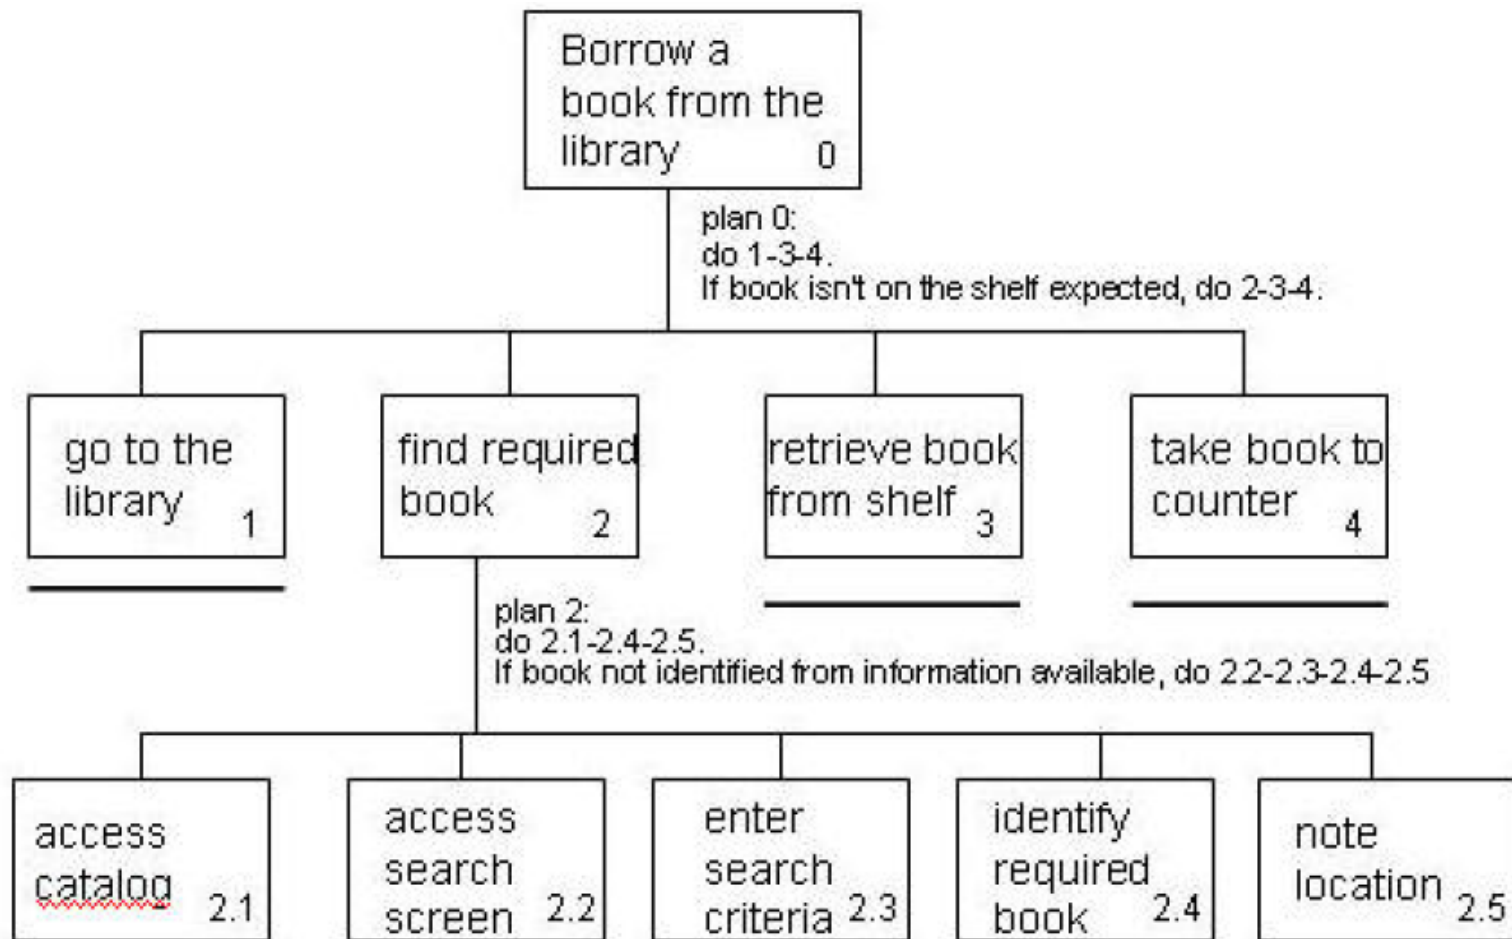 Borrow a
book from the
library 0
plan 0:
do 1-3-4.
If book isn't on the shelf expected, do 2-3-4.
go to the
library 1
find required
book 2
retrieve book
from shelf 3
take book to
counter 4
plan 2:
do 2.1-2.4-2.5.
If book not identified from information available, do 2.2-2.3-2.4-2.5
access
catalog 2.1
access
search
screen 2.2
enter
search
criteria 2.3
identify
required
book 2.4
note
location 2.5